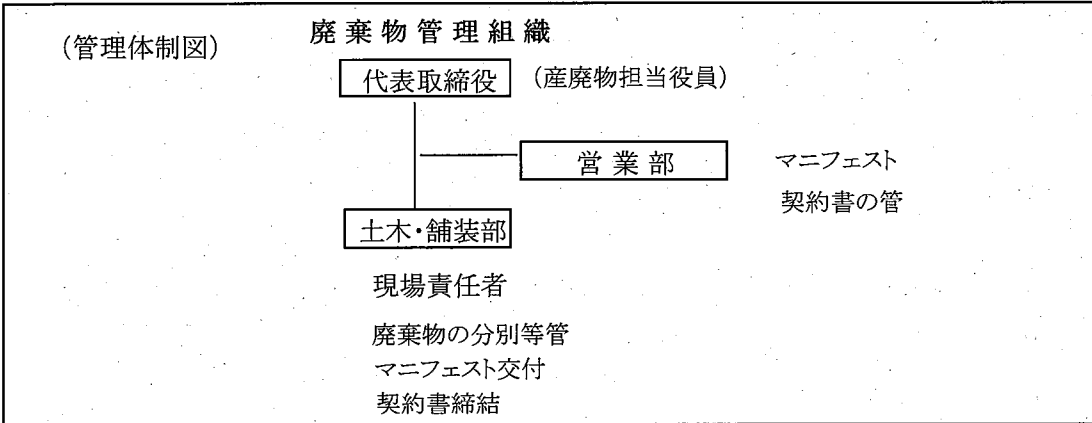 (管理体制図)
廃棄物管理組織
代表取締役
(産廃物担当役員)
営業部
マニフェスト
契約書の管
土木・舗装部
現場責任者
廃棄物の分別等管
マニフェスト交付
契約書締結